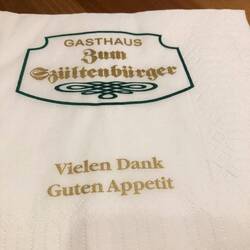 GASTHAUS
Zum
Szültenbürger
Vielen Dank
Guten Appetit